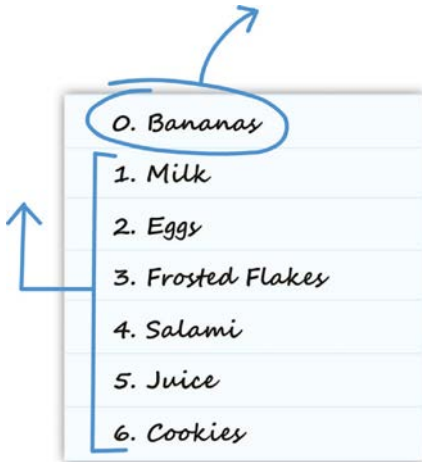 0. Bananas
1. Milk
2. Eggs
3. Frosted Flakes
4. Salami
5. Juice
6. Cookies